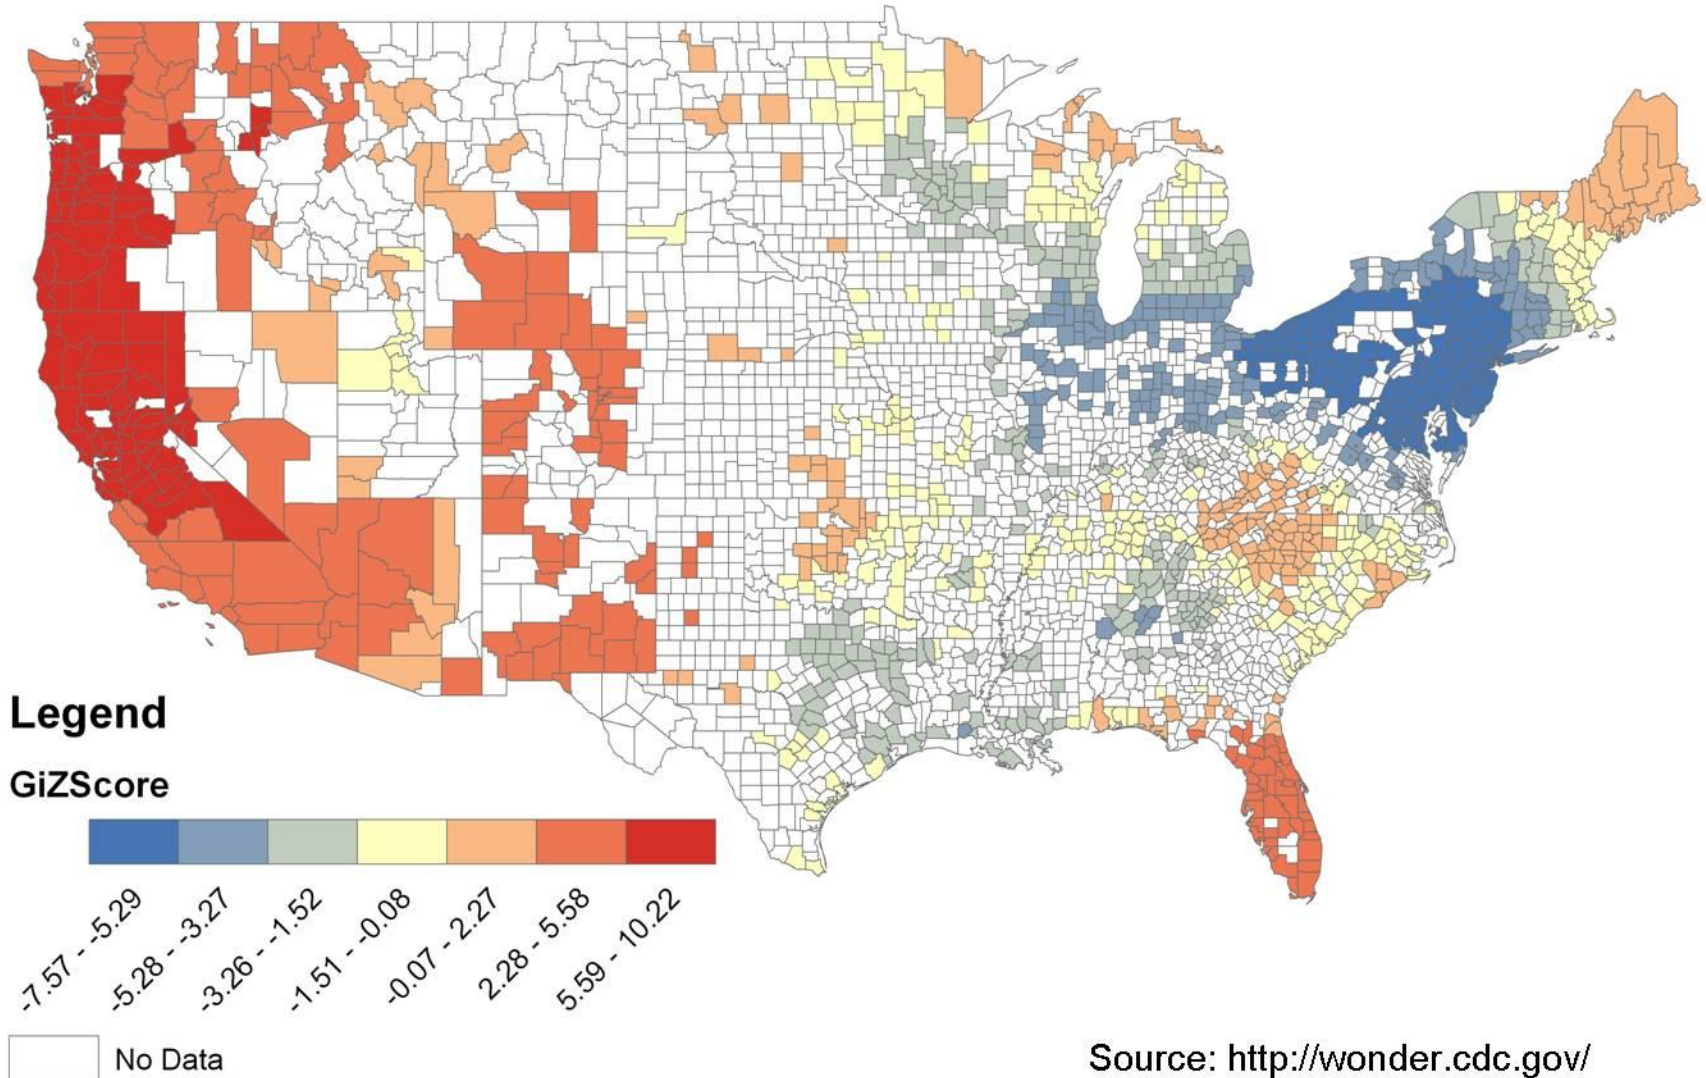 Legend
GiZScore
-7.57 - -5.29
-5.28 - -3.27
-3.26 - -1.52
-1.51 - -0.08
-0.07 - 2.27
2.28 - 5.58
5.59 - 10.22
No Data
Source: http://wonder.cdc.gov/